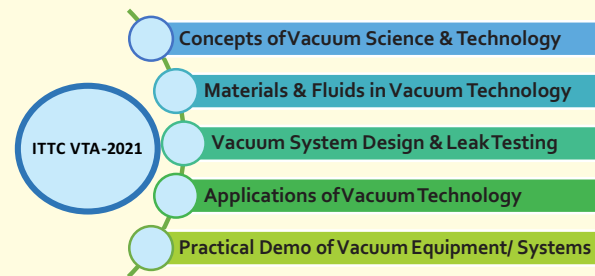 Concepts of Vacuum Science & Technology
Materials & Fluids in Vacuum Technology
ITTC VTA-2021
Vacuum System Design & Leak Testing
Applications of Vacuum Technology
Practical Demo of Vacuum Equipment/ Systems